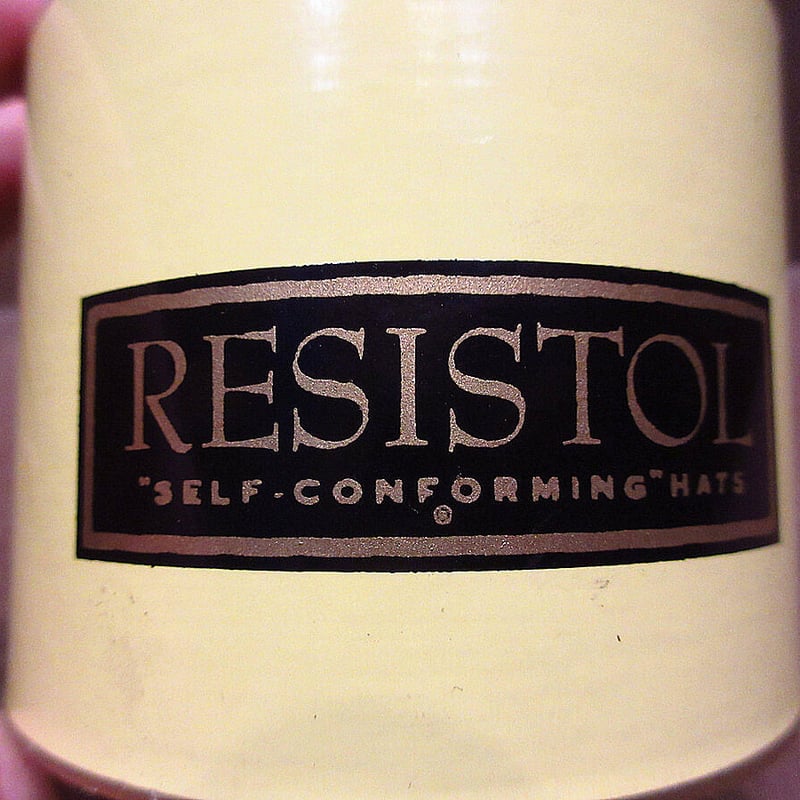 RESISTOL
"SELF-CONFORMING" HATS
®